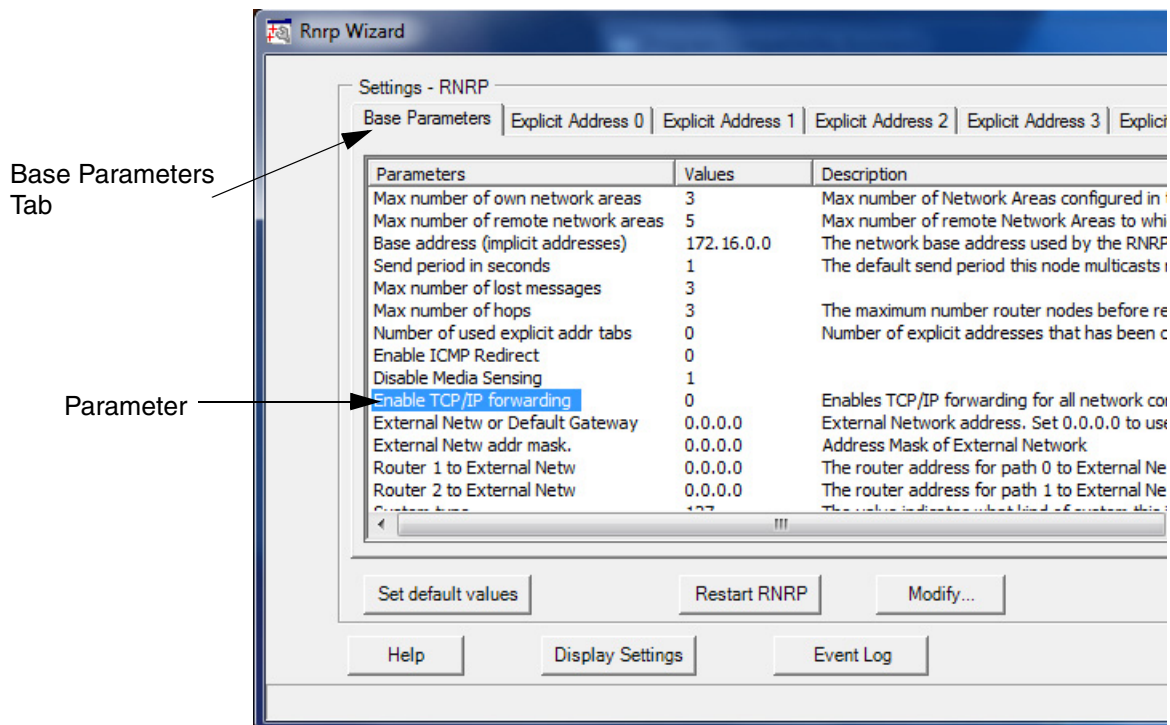 Rnrp Wizard
Settings - RNRP
Base Parameters Explicit Address 0 Explicit Address 1 Explicit Address 2 Explicit Address 3
Base Parameters
Tab
Parameters Values Description
Max number of own network areas 3 Max number of Network Areas configured in
Max number of remote network areas 5 Max number of remote Network Areas to
Base address (implicit addresses) 172.16.0.0 The network base address used by the RNRP
Send period in seconds 1 The default send period this node multicasts
Max number of lost messages 3
Max number of hops 3 The maximum number router nodes before
Number of used explicit addr tabs 0 Number of explicit addresses that has been
Enable ICMP Redirect 0
Disable Media Sensing 1
Parameter
Enable TCP/IP forwarding 0 Enables TCP/IP forwarding for all network
External Netw or Default Gateway 0.0.0.0 External Network address. Set 0.0.0.0 to
External Netw addr mask. 0.0.0.0 Address Mask of External Network
Router 1 to External Netw 0.0.0.0 The router address for path 0 to External
Router 2 to External Netw 0.0.0.0 The router address for path 1 to External
Set default values Restart RNRP Modify...
Help Display Settings Event Log